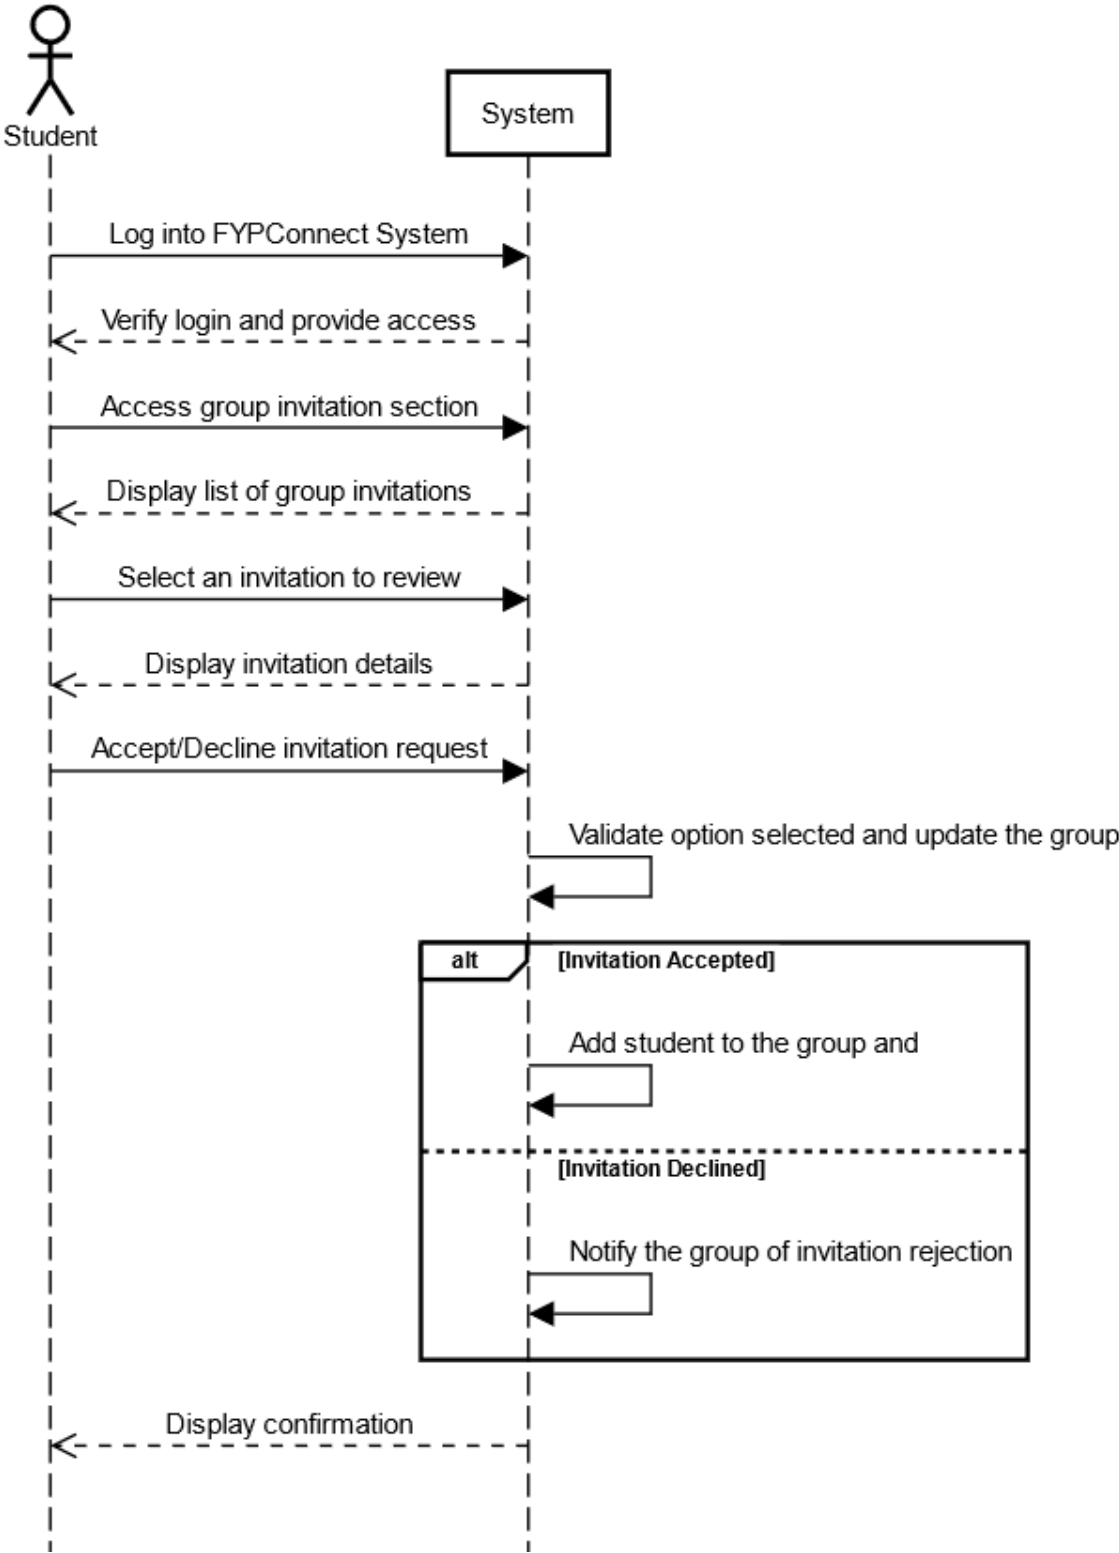 Student
System
Log into FYPConnect System
Verify login and provide access
Access group invitation section
Display list of group invitations
Select an invitation to review
Display invitation details
Accept/Decline invitation request
Validate option selected and update the group
alt
[Invitation Accepted]
Add student to the group and
[Invitation Declined]
Notify the group of invitation rejection
Display confirmation